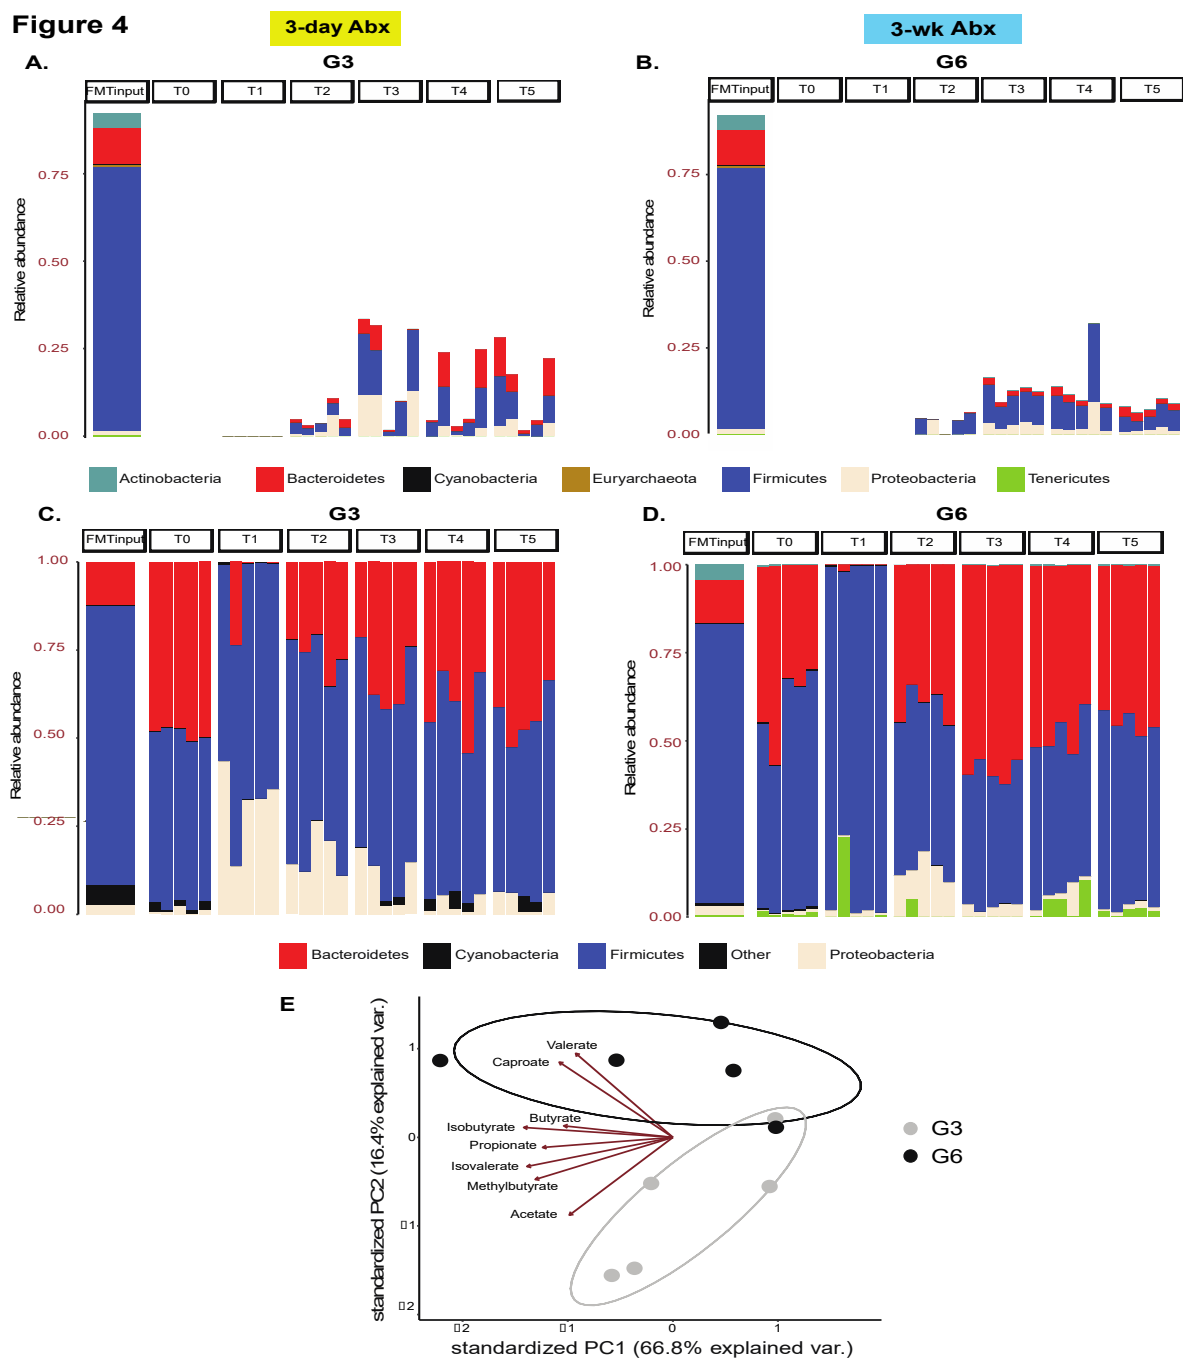 Figure 4
3-day Abx
3-wk Abx
A.
G3
B.
G6
FMTinput T0 T1 T2 T3 T4 T5
FMTinput T0 T1 T2 T3 T4 T5
Relative abundance
0.75
0.50
0.25
0.00
Relative abundance
0.75
0.50
0.25
0.00
Actinobacteria Bacteroidetes Cyanobacteria Euryarchaeota Firmicutes Proteobacteria Tenericutes
C.
G3
D.
G6
FMTinput T0 T1 T2 T3 T4 T5
FMTinput T0 T1 T2 T3 T4 T5
Relative abundance
1.00
0.75
0.50
0.25
0.00
Relative abundance
1.00
0.75
0.50
0.25
0.00
Bacteroidetes Cyanobacteria Firmicutes Other Proteobacteria
E
standardized PC2 (16.4% explained var.)
1
0
▯1
▯2
Valerate
Caproate
Butyrate
Isobutyrate
Propionate
Isovalerate
Methylbutyrate
Acetate
G3
G6
▯2 ▯1 0 1
standardized PC1 (66.8% explained var.)